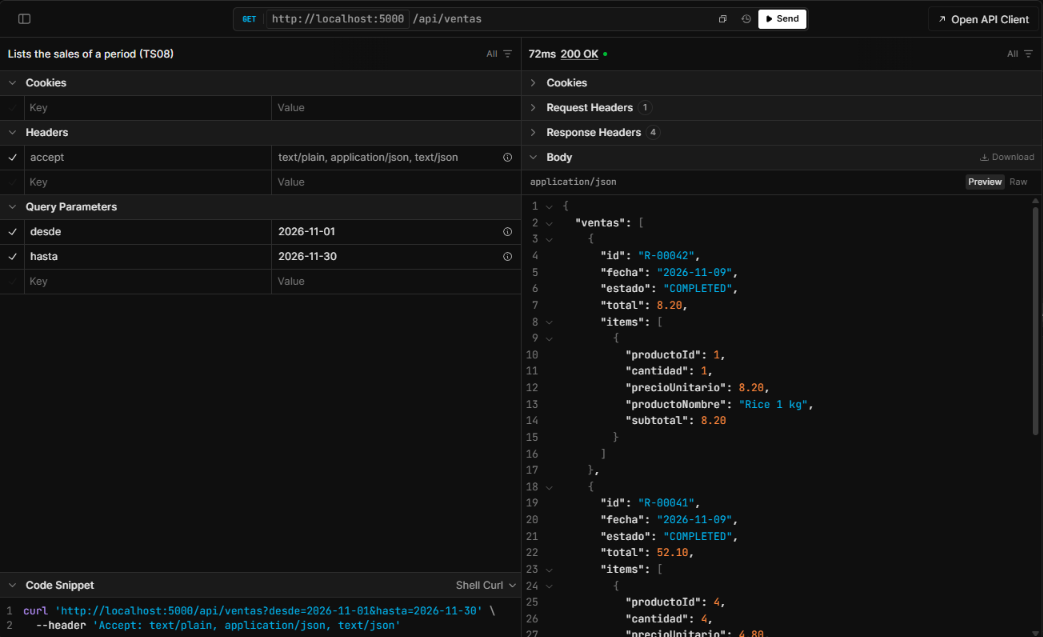 GET http://localhost:5000 /api/ventas Send Open API Client
Lists the sales of a period (TS08) All
Cookies
Key Value
Headers
accept text/plain, application/json, text/json
Key Value
Query Parameters
desde 2026-11-01
hasta 2026-11-30
Key Value
Code Snippet Shell Curl
1 curl 'http://localhost:5000/api/ventas?desde=2026-11-01&hasta=2026-11-30' \
2 --header 'Accept: text/plain, application/json, text/json'
72ms 200 OK All
Cookies
Request Headers 1
Response Headers 4
Body Download
application/json Preview Raw
1 {
2 "ventas": [
3 {
4 "id": "R-00042",
5 "fecha": "2026-11-09",
6 "estado": "COMPLETED",
7 "total": 8.20,
8 "items": [
9 {
10 "productoId": 1,
11 "cantidad": 1,
12 "precioUnitario": 8.20,
13 "productoNombre": "Rice 1 kg",
14 "subtotal": 8.20
15 }
16 ]
17 },
18 {
19 "id": "R-00041",
20 "fecha": "2026-11-09",
21 "estado": "COMPLETED",
22 "total": 52.10,
23 "items": [
24 {
25 "productoId": 4,
26 "cantidad": 4,
27 "precioUnitario": 4.80